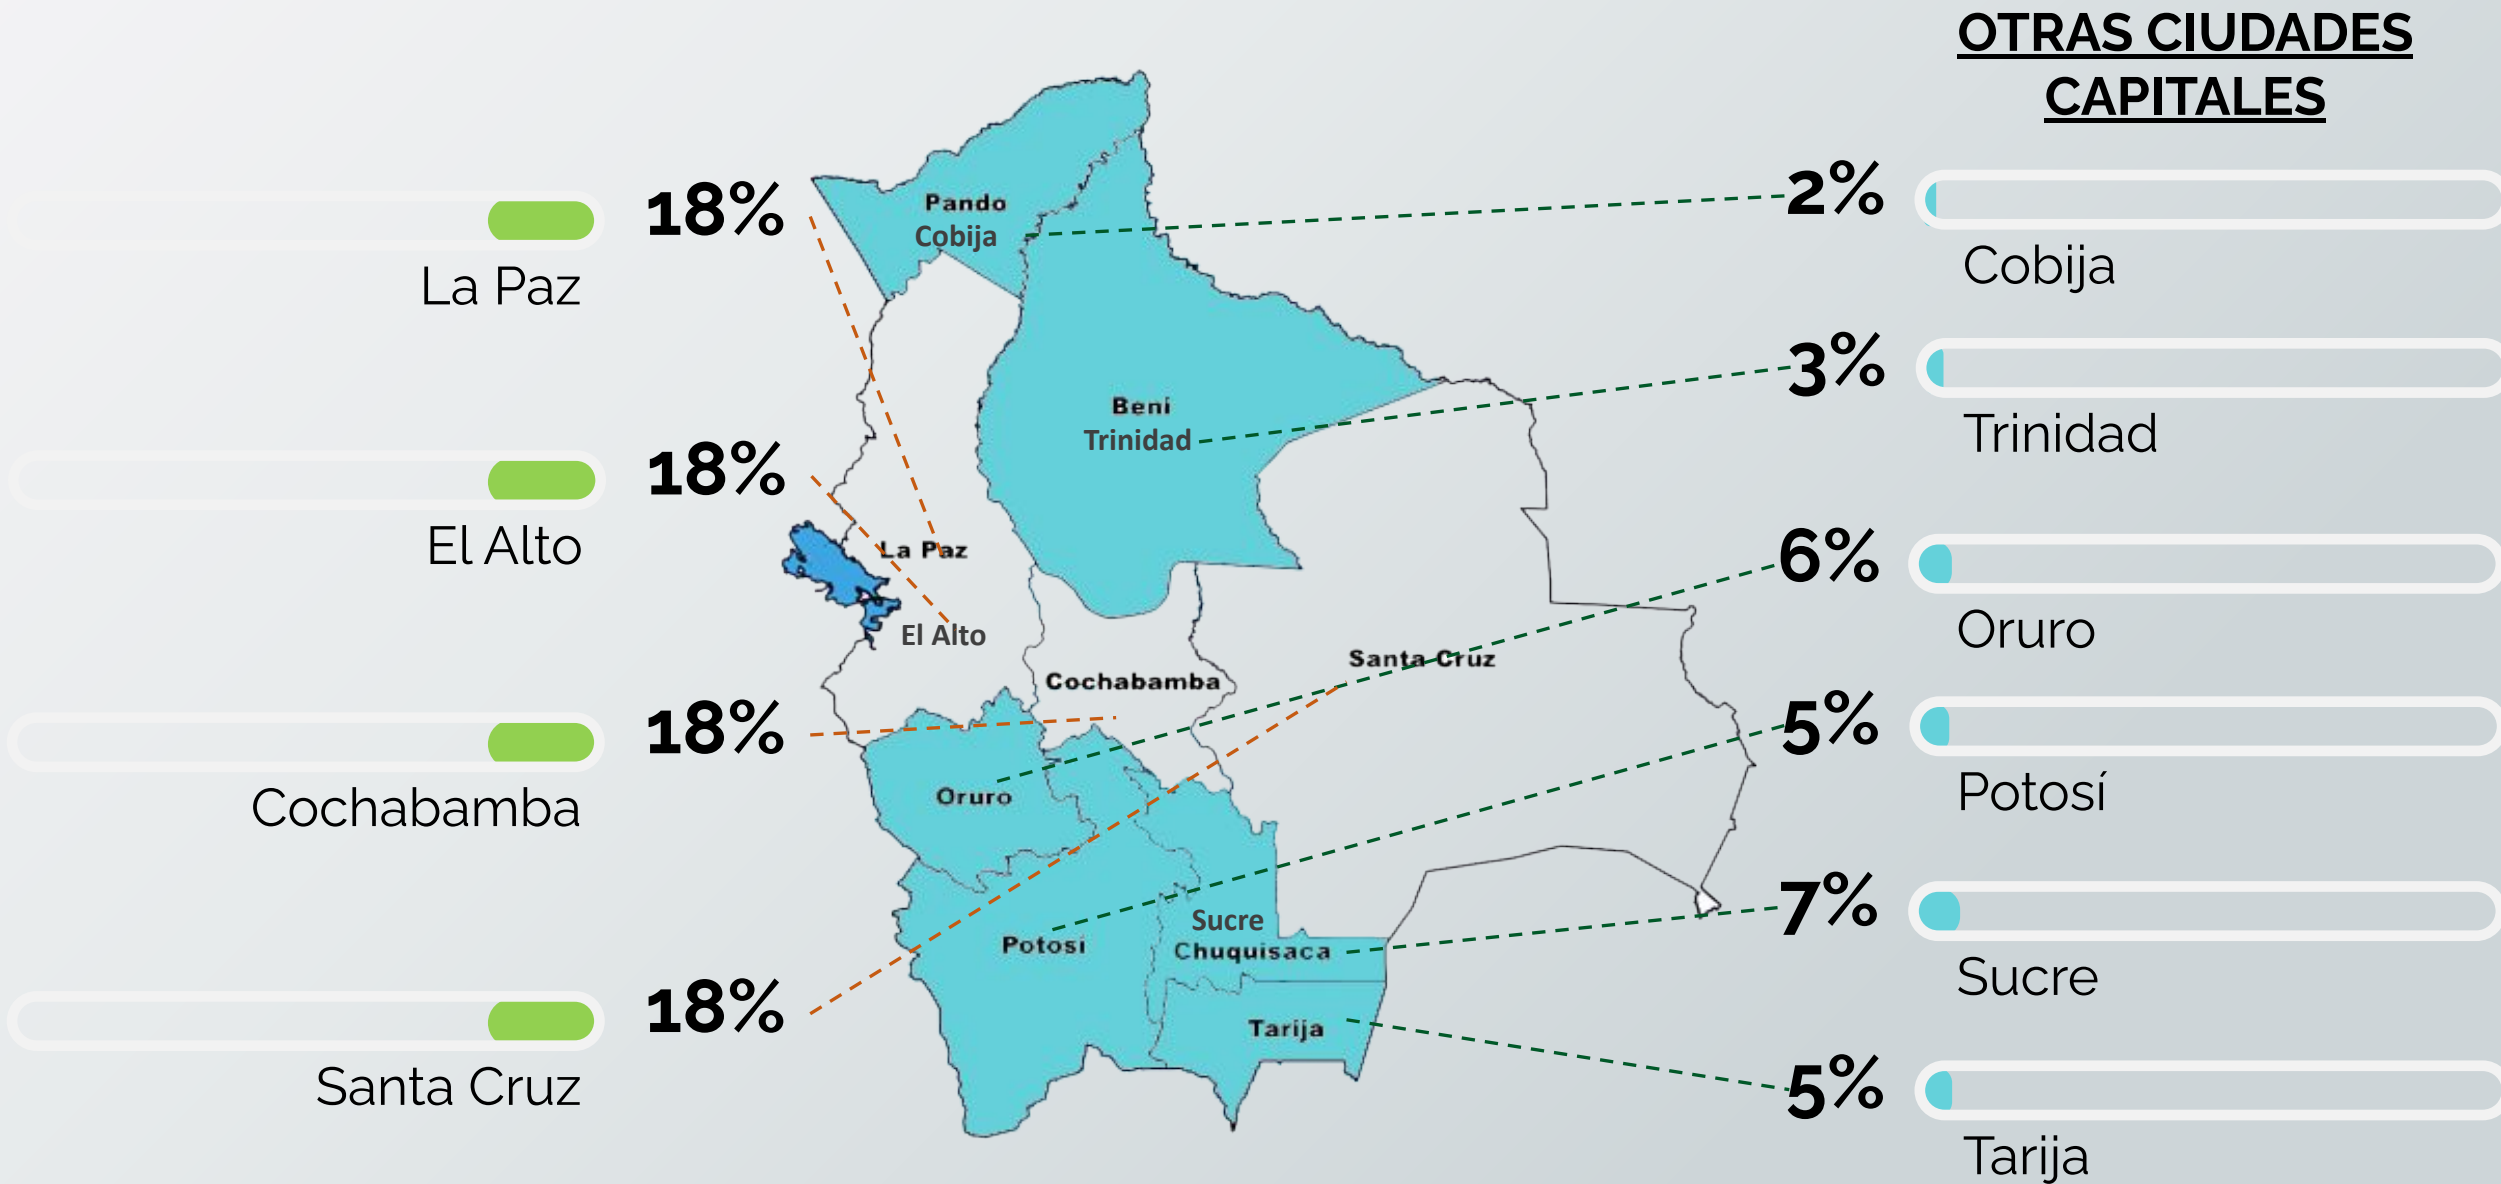 OTRAS CIUDADES
CAPITALES
18%
La Paz
18%
El Alto
18%
Cochabamba
18%
Santa Cruz
Pando
Cobija
Beni
Trinidad
La Paz
El Alto
Cochabamba
Santa Cruz
Oruro
Potosí
Sucre
Chuquisaca
Tarija
2%
Cobija
3%
Trinidad
6%
Oruro
5%
Potosí
7%
Sucre
5%
Tarija